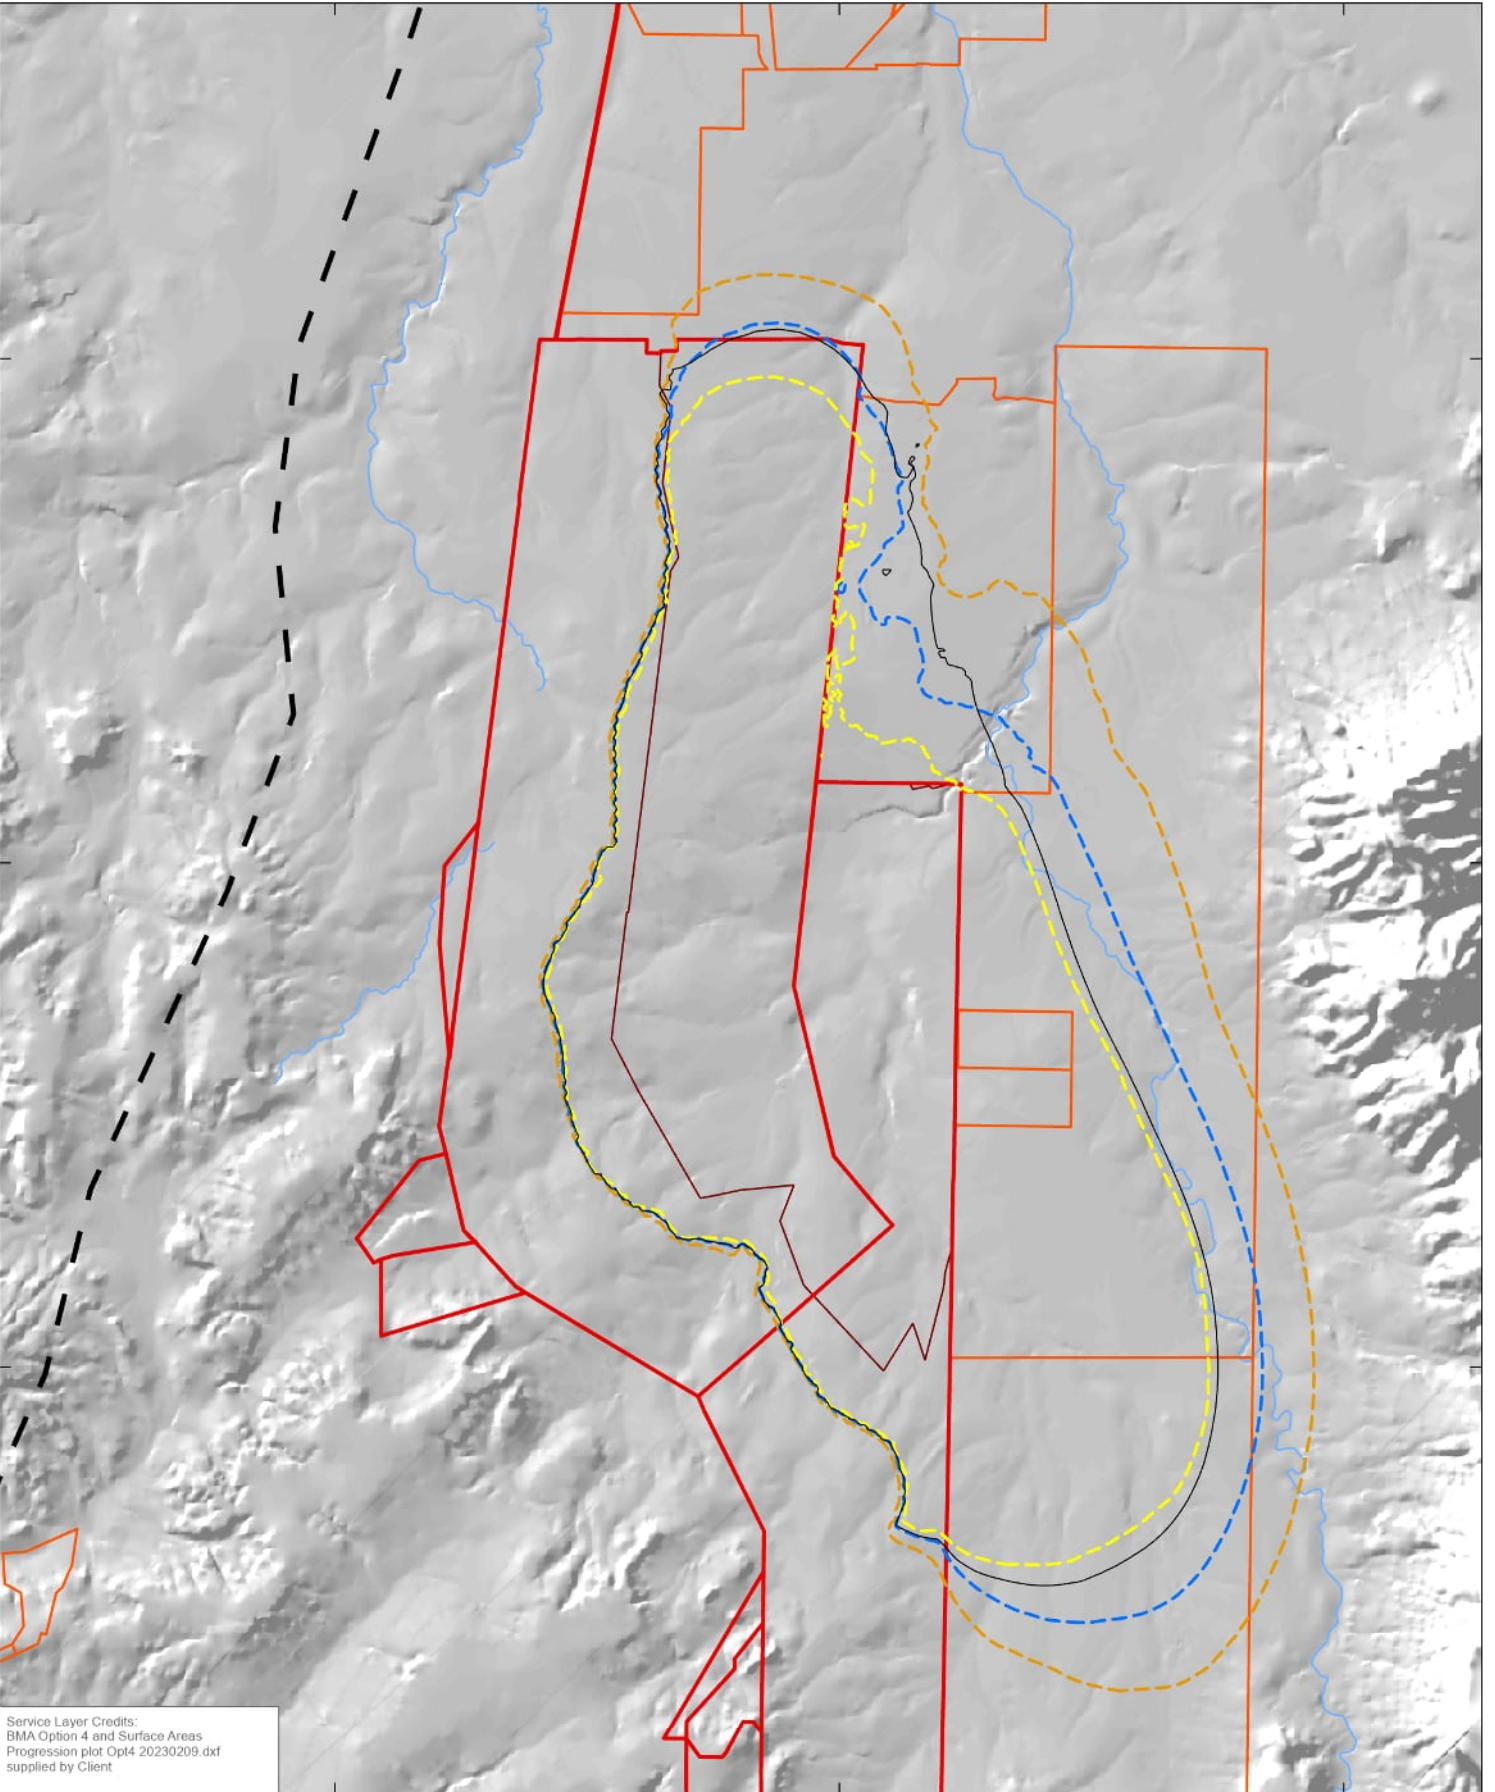 Service Layer Credits:
BMA Option 4 and Surface Areas
Progression plot Opt4 20230209.dxf
supplied by Client